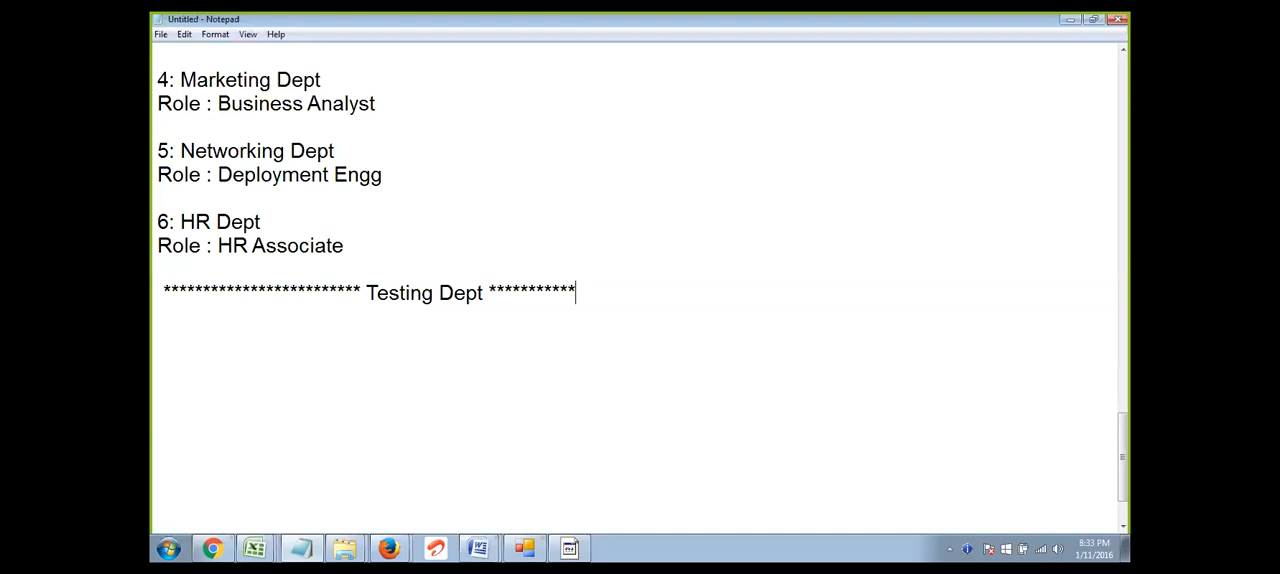 Untitled - Notepad
File Edit Format View Help
4: Marketing Dept
Role : Business Analyst
5: Networking Dept
Role : Deployment Engg
6: HR Dept
Role : HR Associate
************************* Testing Dept ***********
8:33 PM
1/11/2016